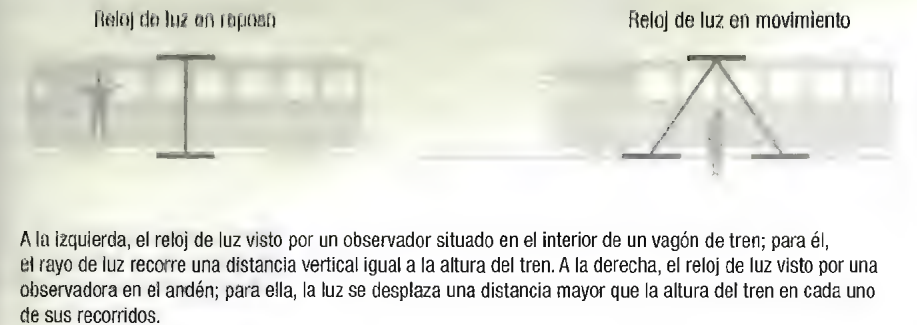 Reloj de luz en reposo
Reloj de luz en movimiento
A la izquierda, el reloj de luz visto por un observador situado en el interior de un vagón de tren; para él,
el rayo de luz recorre una distancia vertical igual a la altura del tren. A la derecha, el reloj de luz visto por una
observadora en el andén; para ella, la luz se desplaza una distancia mayor que la altura del tren en cada uno
de sus recorridos.